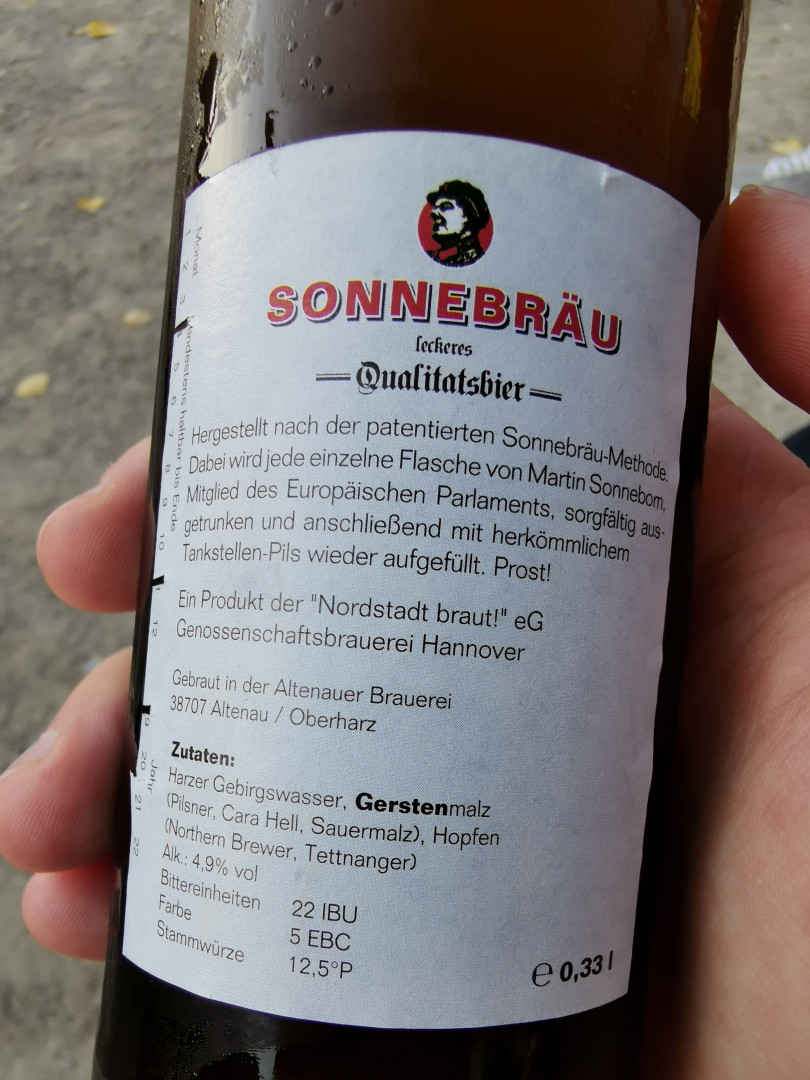 SONNEBRÄU
leckeres
Qualitatsbier
Hergestellt nach der patentierten Sonnebräu-Methode.
Dabei wird jede einzelne Flasche von Martin Sonneborn,
Mitglied des Europäischen Parlaments, sorgfältig aus-
getrunken und anschließend mit herkömmlichem
Tankstellen-Pils wieder aufgefüllt. Prost!
Ein Produkt der "Nordstadt braut!" eG
Genossenschaftsbrauerei Hannover
Gebraut in der Altenauer Brauerei
38707 Altenau / Oberharz
Zutaten:
Harzer Gebirgswasser, Gerstenmalz
(Pilsner, Cara Hell, Sauermalz), Hopfen
(Northern Brewer, Tettnanger)
Alk.: 4,9% vol
Bittereinheiten 22 IBU
Farbe 5 EBC
Stammwürze 12,5°P
℮ 0,33 l
Monat
1 2 3 4 5 6 7 8 9 10 11 12
Mindestens haltbar bis Ende
Jahr
19 20 21 22